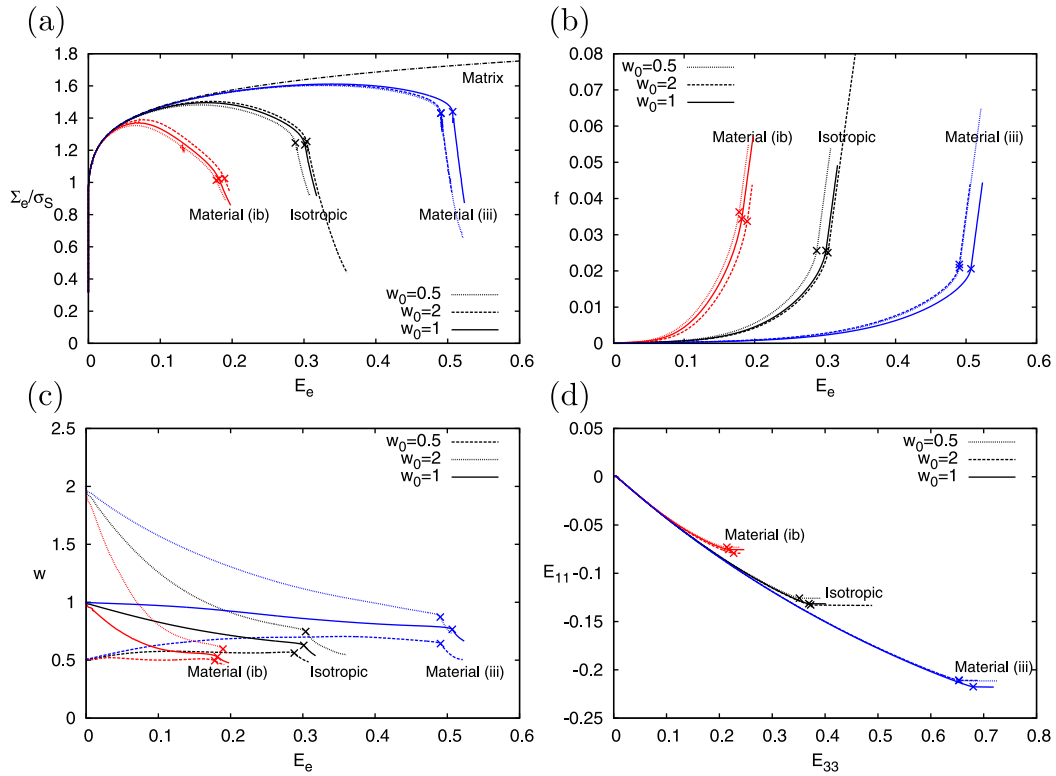 (a)
1.8
1.6
1.4
1.2
1
0.8
0.6
0.4
0.2
0
Σe/σS
Matrix
Material (ib)
Isotropic
Material (iii)
w0=0.5
w0=2
w0=1
0 0.1 0.2 0.3 0.4 0.5 0.6
Ee
(b)
0.08
0.07
0.06
0.05
0.04
0.03
0.02
0.01
0
f
w0=0.5
w0=2
w0=1
Material (ib)
Isotropic
Material (iii)
0 0.1 0.2 0.3 0.4 0.5 0.6
Ee
(c)
2.5
2
1.5
1
0.5
0
w
w0=0.5
w0=2
w0=1
Material (ib)
Isotropic
Material (iii)
0 0.1 0.2 0.3 0.4 0.5 0.6
Ee
(d)
0.05
0
-0.05
-0.1
-0.15
-0.2
-0.25
E11
w0=0.5
w0=2
w0=1
Material (ib)
Isotropic
Material (iii)
0 0.1 0.2 0.3 0.4 0.5 0.6 0.7 0.8
E33